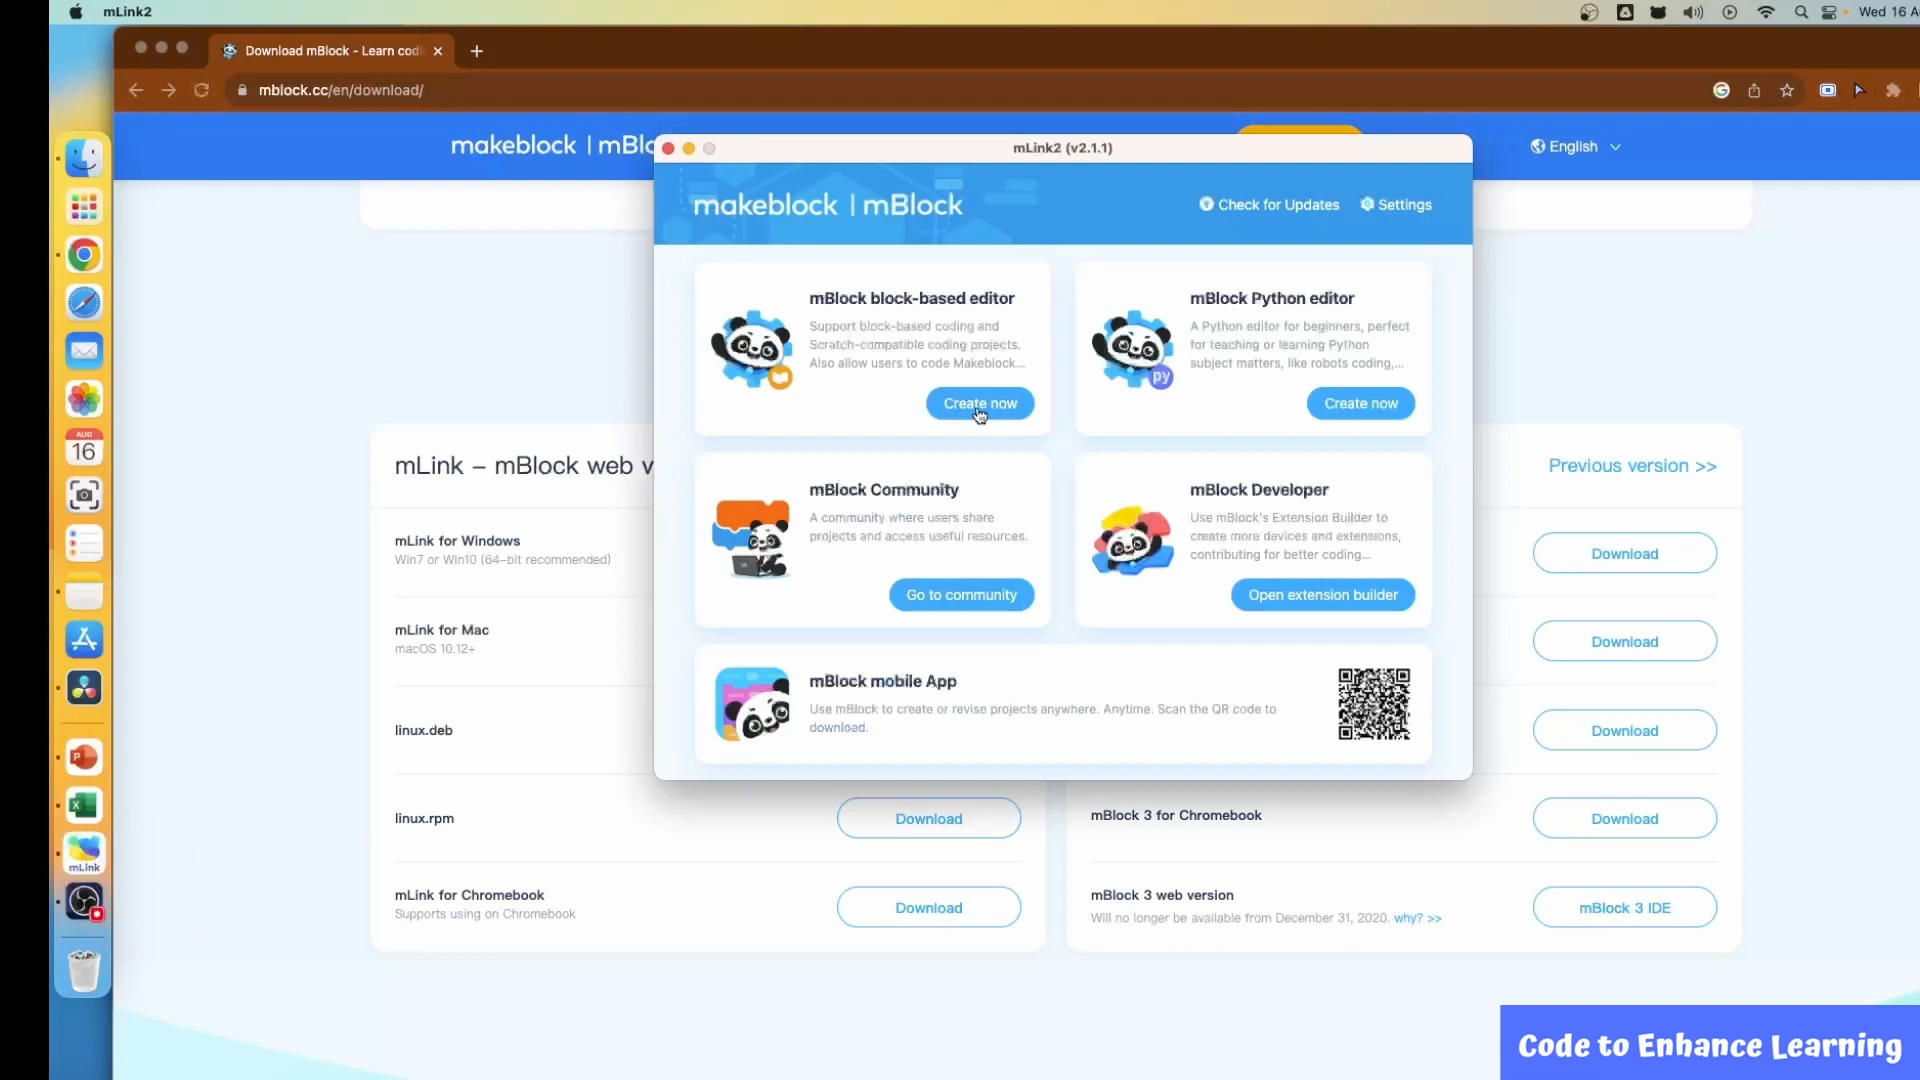 mLink2
Wed 16 A
Download mBlock - Learn codi
mblock.cc/en/download/
makeblock | mBlo
English
mLink2 (v2.1.1)
makeblock | mBlock
Check for Updates
Settings
mBlock block-based editor
Support block-based coding and
Scratch-compatible coding projects.
Also allow users to code Makeblock...
Create now
mBlock Python editor
A Python editor for beginners, perfect
for teaching or learning Python
subject matters, like robots coding,...
py
Create now
mBlock Community
A community where users share
projects and access useful resources.
Go to community
mBlock Developer
Use mBlock's Extension Builder to
create more devices and extensions,
contributing for better coding...
Open extension builder
mBlock mobile App
Use mBlock to create or revise projects anywhere. Anytime. Scan the QR code to
download.
AUG
16
P
X
mLink
mLink – mBlock web v
mLink for Windows
Win7 or Win10 (64-bit recommended)
mLink for Mac
macOS 10.12+
linux.deb
linux.rpm
Download
mLink for Chromebook
Supports using on Chromebook
Download
Previous version >>
Download
Download
Download
mBlock 3 for Chromebook
Download
mBlock 3 web version
Will no longer be available from December 31, 2020. why? >>
mBlock 3 IDE
Code to Enhance Learning